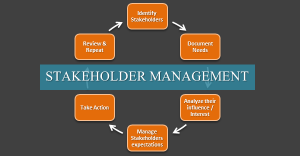 Identify
Stakeholders
Review &
Repeat
Document
Needs
STAKEHOLDER MANAGEMENT
Take Action
Analyze their
influence /
Interest
Manage
Stakeholders
expectations